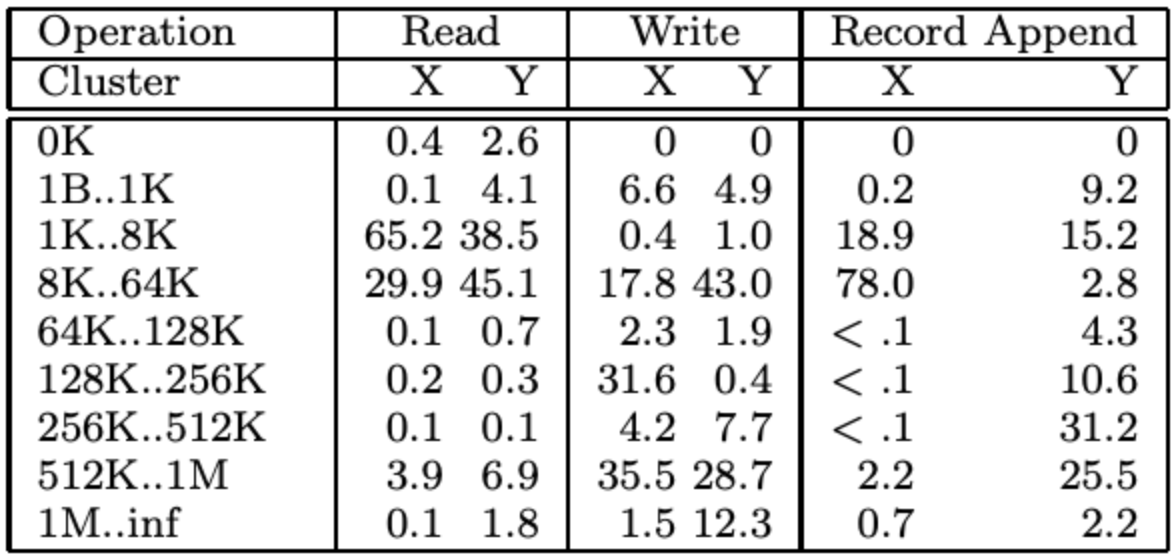 Operation Read Write Record Append
Cluster X Y X Y X Y
0K 0.4 2.6 0 0 0 0
1B..1K 0.1 4.1 6.6 4.9 0.2 9.2
1K..8K 65.2 38.5 0.4 1.0 18.9 15.2
8K..64K 29.9 45.1 17.8 43.0 78.0 2.8
64K..128K 0.1 0.7 2.3 1.9 < .1 4.3
128K..256K 0.2 0.3 31.6 0.4 < .1 10.6
256K..512K 0.1 0.1 4.2 7.7 < .1 31.2
512K..1M 3.9 6.9 35.5 28.7 2.2 25.5
1M..inf 0.1 1.8 1.5 12.3 0.7 2.2